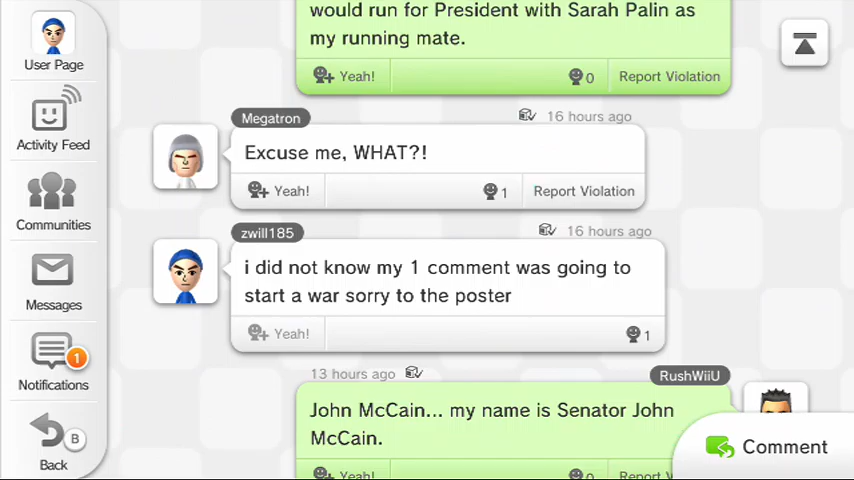 would run for President with Sarah Palin as
my running mate.
User Page
Yeah!
0
Report Violation
Activity Feed
Megatron
16 hours ago
Excuse me, WHAT?!
Yeah!
1
Report Violation
Communities
zwill185
16 hours ago
i did not know my 1 comment was going to
start a war sorry to the poster
Messages
Yeah!
1
Notifications
1
13 hours ago
RushWiiU
John McCain... my name is Senator John
McCain.
Back
B
Comment
Yeah!
0